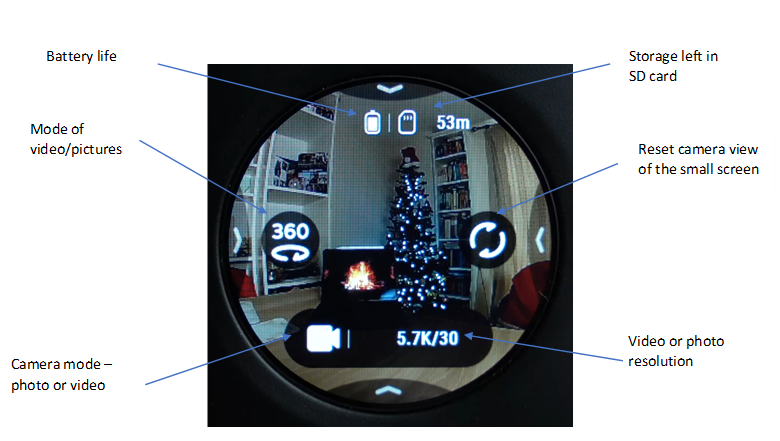 Battery life
Storage left in
SD card
53m
Mode of
video/pictures
Reset camera view
of the small screen
360
5.7K/30
Video or photo
resolution
Camera mode –
photo or video